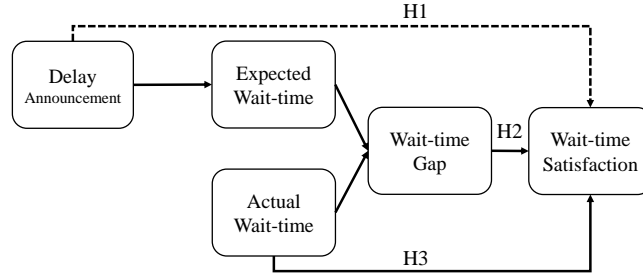 H1
Delay
Announcement
Expected
Wait-time
Wait-time
Gap
H2
Wait-time
Satisfaction
Actual
Wait-time
H3